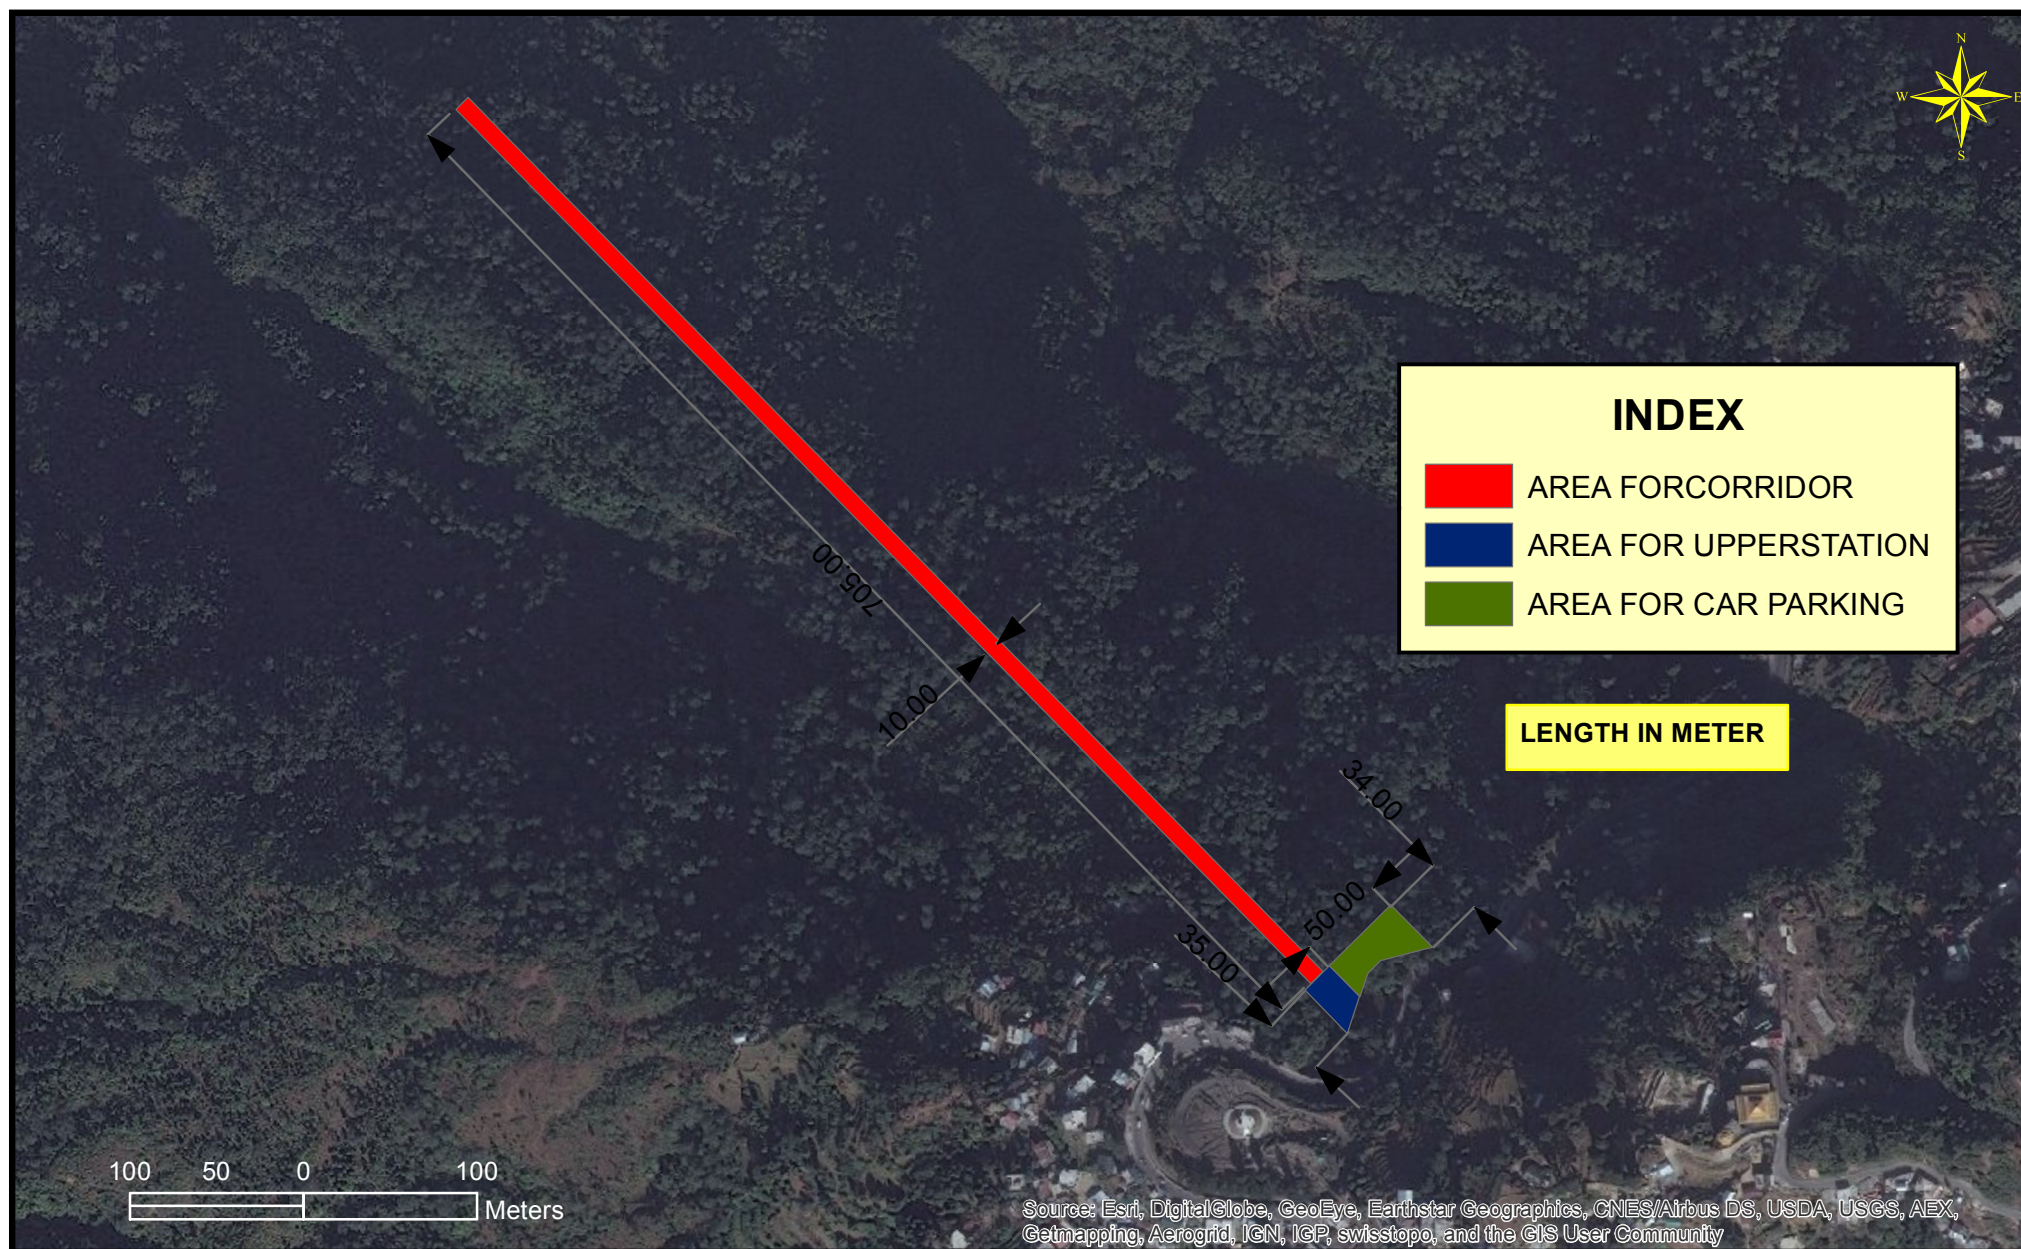 N
W E
S
INDEX
AREA FORCORRIDOR
AREA FOR UPPERSTATION
AREA FOR CAR PARKING
LENGTH IN METER
705.00
10.00
34.00
50.00
35.00
100 50 0 100
Meters
Source: Esri, DigitalGlobe, GeoEye, Earthstar Geographics, CNES/Airbus DS, USDA, USGS, AEX,
Getmapping, Aerogrid, IGN, IGP, swisstopo, and the GIS User Community